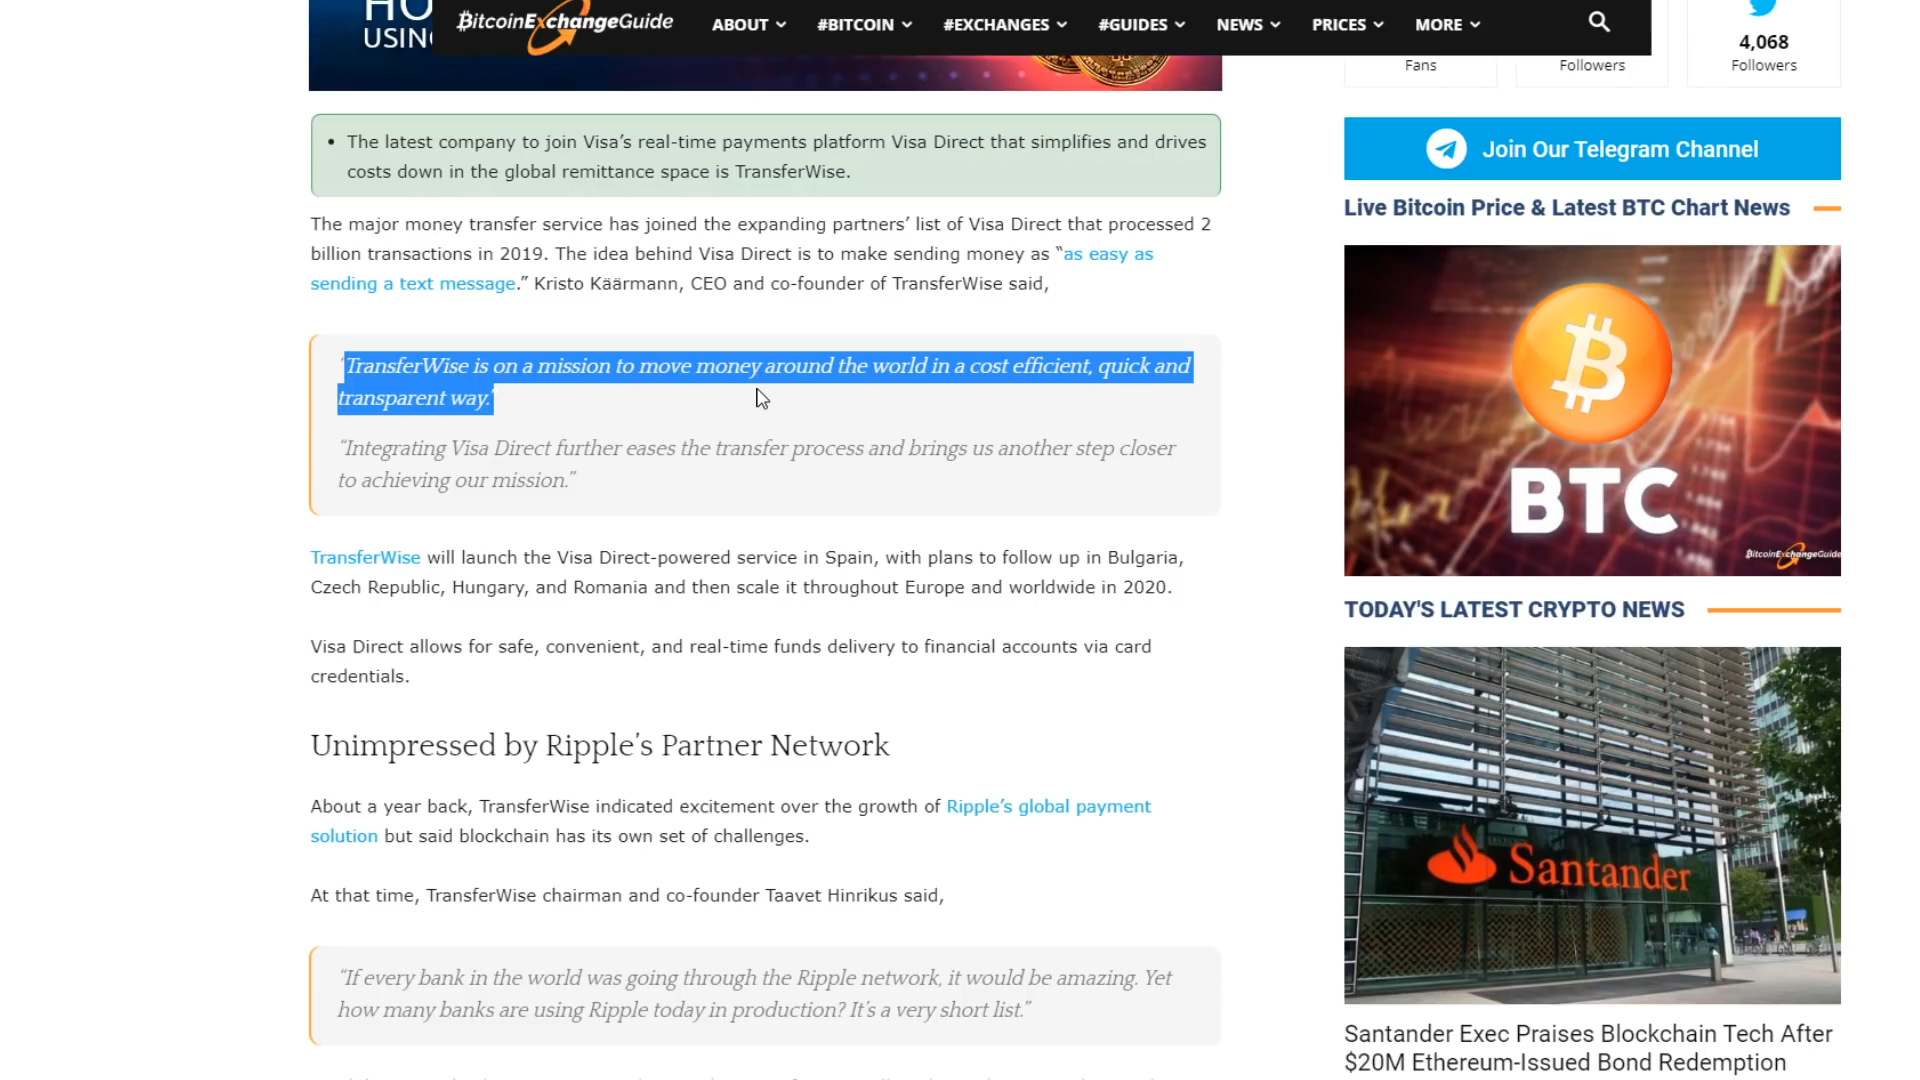 HO
USIN
BitcoinExchangeGuide
ABOUT
#BITCOIN
#EXCHANGES
#GUIDES
NEWS
PRICES
MORE
4,068
Fans
Followers
Followers
• The latest company to join Visa’s real-time payments platform Visa Direct that simplifies and drives
costs down in the global remittance space is TransferWise.
The major money transfer service has joined the expanding partners’ list of Visa Direct that processed 2
billion transactions in 2019. The idea behind Visa Direct is to make sending money as “as easy as
sending a text message.” Kristo Käärmann, CEO and co-founder of TransferWise said,
“TransferWise is on a mission to move money around the world in a cost efficient, quick and
transparent way.”
“Integrating Visa Direct further eases the transfer process and brings us another step closer
to achieving our mission.”
TransferWise will launch the Visa Direct-powered service in Spain, with plans to follow up in Bulgaria,
Czech Republic, Hungary, and Romania and then scale it throughout Europe and worldwide in 2020.
Visa Direct allows for safe, convenient, and real-time funds delivery to financial accounts via card
credentials.
Unimpressed by Ripple’s Partner Network
About a year back, TransferWise indicated excitement over the growth of Ripple’s global payment
solution but said blockchain has its own set of challenges.
At that time, TransferWise chairman and co-founder Taavet Hinrikus said,
“If every bank in the world was going through the Ripple network, it would be amazing. Yet
how many banks are using Ripple today in production? It’s a very short list.”
Join Our Telegram Channel
Live Bitcoin Price & Latest BTC Chart News
BTC
BitcoinExchangeGuide
TODAY'S LATEST CRYPTO NEWS
Santander
Santander Exec Praises Blockchain Tech After
$20M Ethereum-Issued Bond Redemption